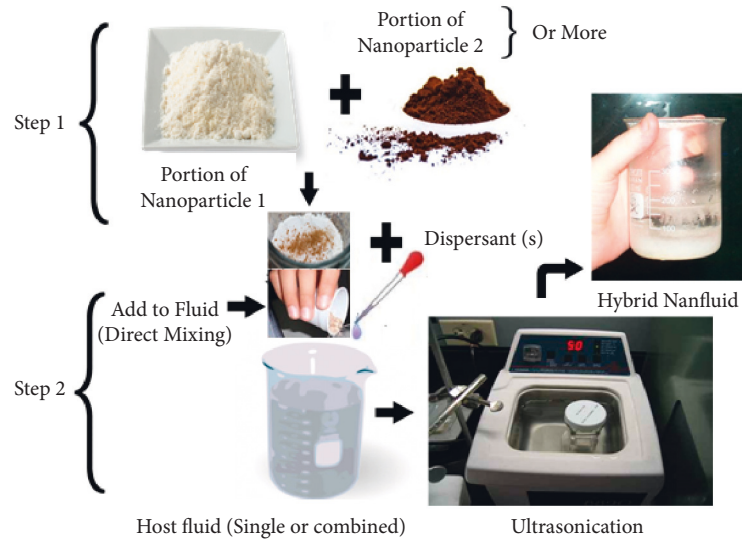 Portion of
Nanoparticle 2
Or More
Step 1
Portion of
Nanoparticle 1
Dispersant (s)
Add to Fluid
(Direct Mixing)
Hybrid Nanfluid
Step 2
50
Host fluid (Single or combined)
Ultrasonication